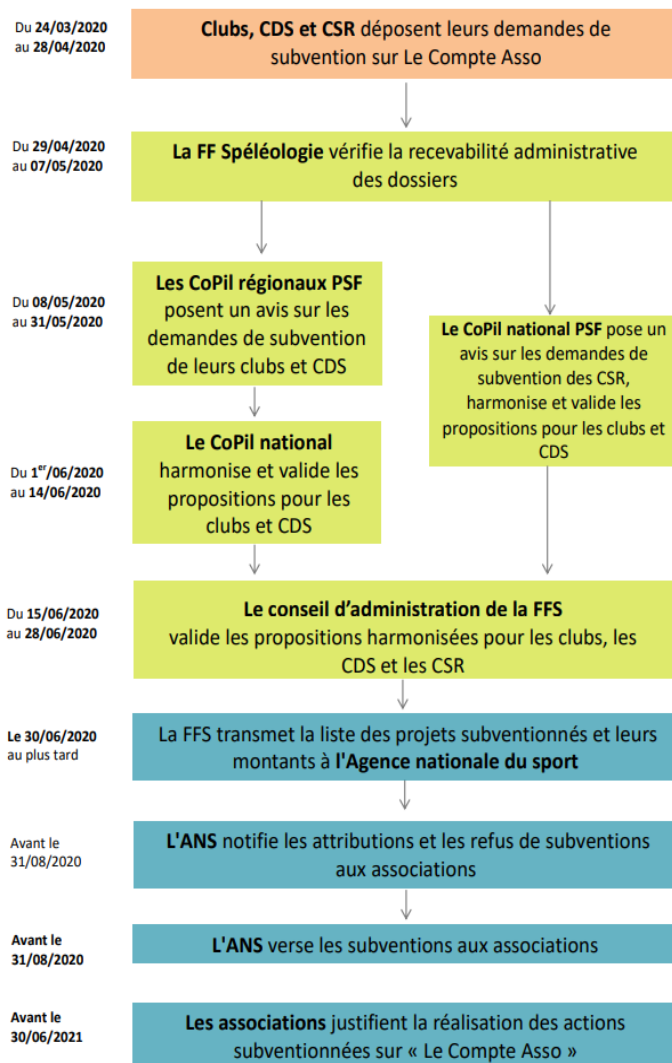 Du 24/03/2020
au 28/04/2020
Clubs, CDS et CSR déposent leurs demandes de
subvention sur Le Compte Asso
Du 29/04/2020
au 07/05/2020
La FF Spéléologie vérifie la recevabilité administrative
des dossiers
Du 08/05/2020
au 31/05/2020
Les CoPil régionaux PSF
posent un avis sur les
demandes de subvention
de leurs clubs et CDS
Le CoPil national PSF pose un
avis sur les demandes de
subvention des CSR,
harmonise et valide les
propositions pour les clubs et
CDS
Du 1er/06/2020
au 14/06/2020
Le CoPil national
harmonise et valide les
propositions pour les
clubs et CDS
Du 15/06/2020
au 28/06/2020
Le conseil d’administration de la FFS
valide les propositions harmonisées pour les clubs, les
CDS et les CSR
Le 30/06/2020
au plus tard
La FFS transmet la liste des projets subventionnés et leurs
montants à l'Agence nationale du sport
Avant le
31/08/2020
L'ANS notifie les attributions et les refus de subventions
aux associations
Avant le
31/08/2020
L'ANS verse les subventions aux associations
Avant le
30/06/2021
Les associations justifient la réalisation des actions
subventionnées sur « Le Compte Asso »